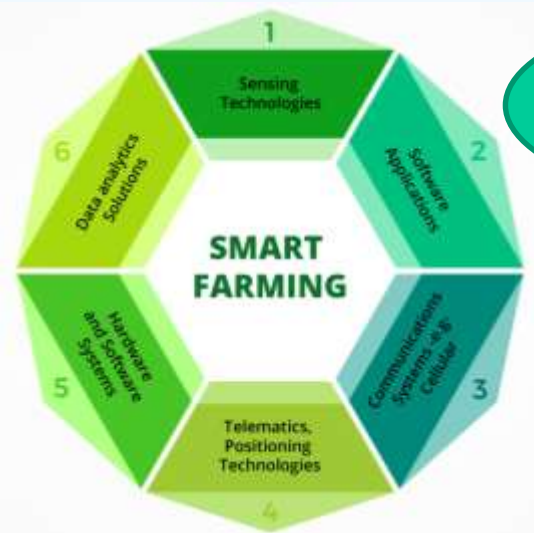 1
Sensing
Technologies
2
Software
Applications
3
Communications
Systems -e.g
Cellular
4
Telematics,
Positioning
Technologies
5
Hardware
and Software
Systems
6
Data analytics
Solutions
SMART
FARMING